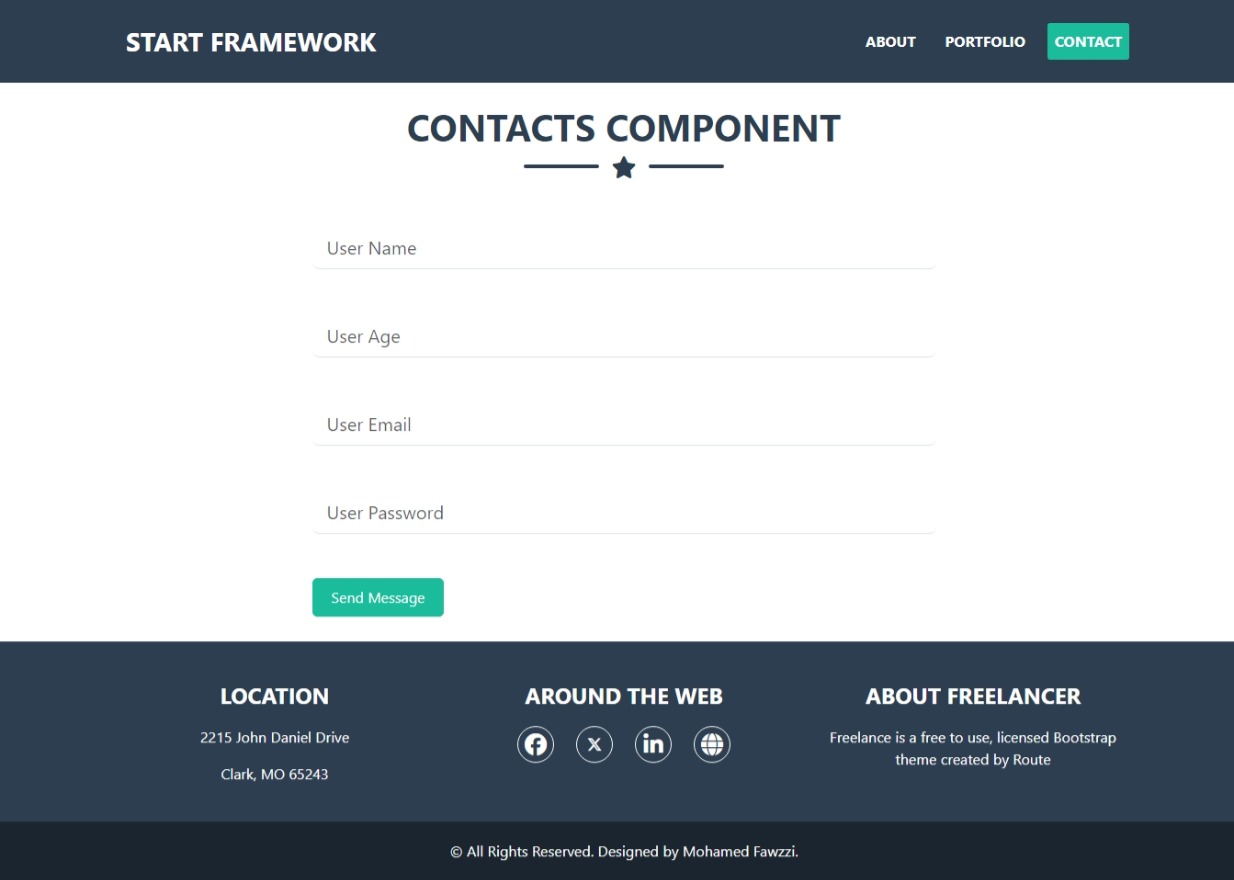 START FRAMEWORK
ABOUT
PORTFOLIO
CONTACT
CONTACTS COMPONENT
User Name
User Age
User Email
User Password
Send Message
LOCATION
2215 John Daniel Drive
Clark, MO 65243
AROUND THE WEB
ABOUT FREELANCER
Freelance is a free to use, licensed Bootstrap
theme created by Route
© All Rights Reserved. Designed by Mohamed Fawzzi.